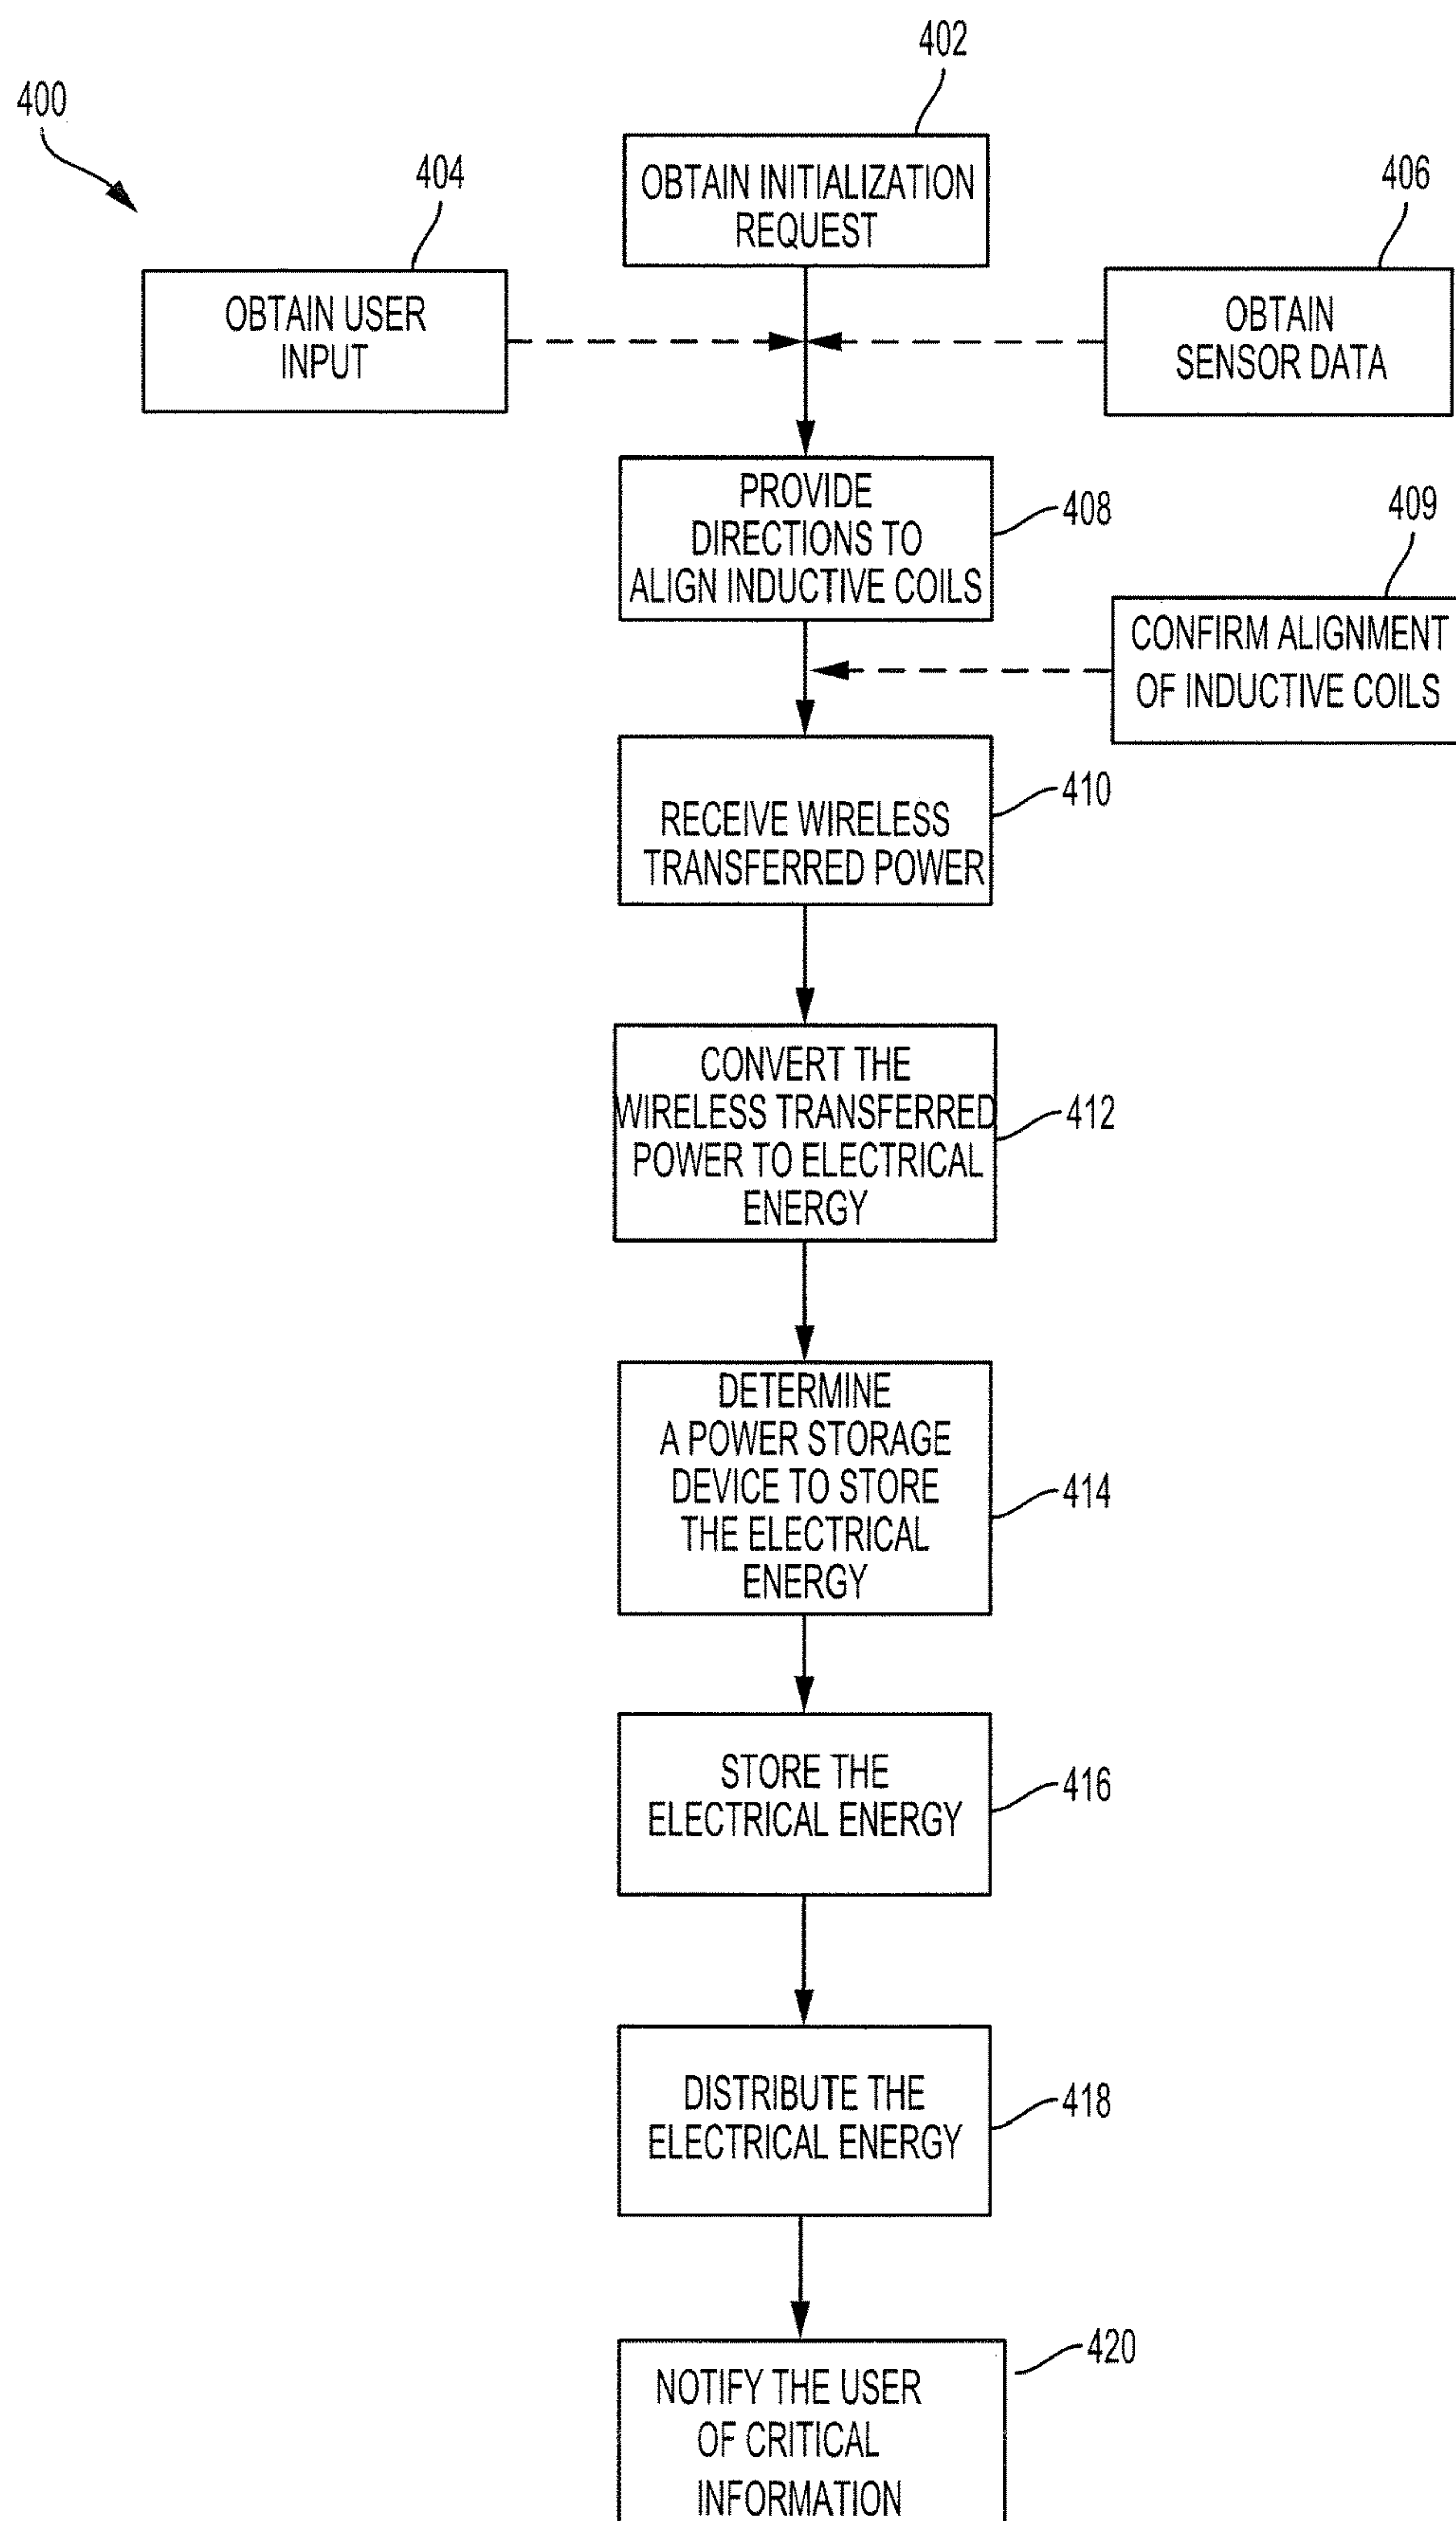 402
400
404
406
OBTAIN INITIALIZATION
REQUEST
OBTAIN USER
INPUT
OBTAIN
SENSOR DATA
PROVIDE
DIRECTIONS TO
ALIGN INDUCTIVE COILS
408
409
CONFIRM ALIGNMENT
OF INDUCTIVE COILS
RECEIVE WIRELESS
TRANSFERRED POWER
410
CONVERT THE
WIRELESS TRANSFERRED
POWER TO ELECTRICAL
ENERGY
412
DETERMINE
A POWER STORAGE
DEVICE TO STORE
THE ELECTRICAL
ENERGY
414
STORE THE
ELECTRICAL ENERGY
416
DISTRIBUTE THE
ELECTRICAL ENERGY
418
NOTIFY THE USER
OF CRITICAL
INFORMATION
420